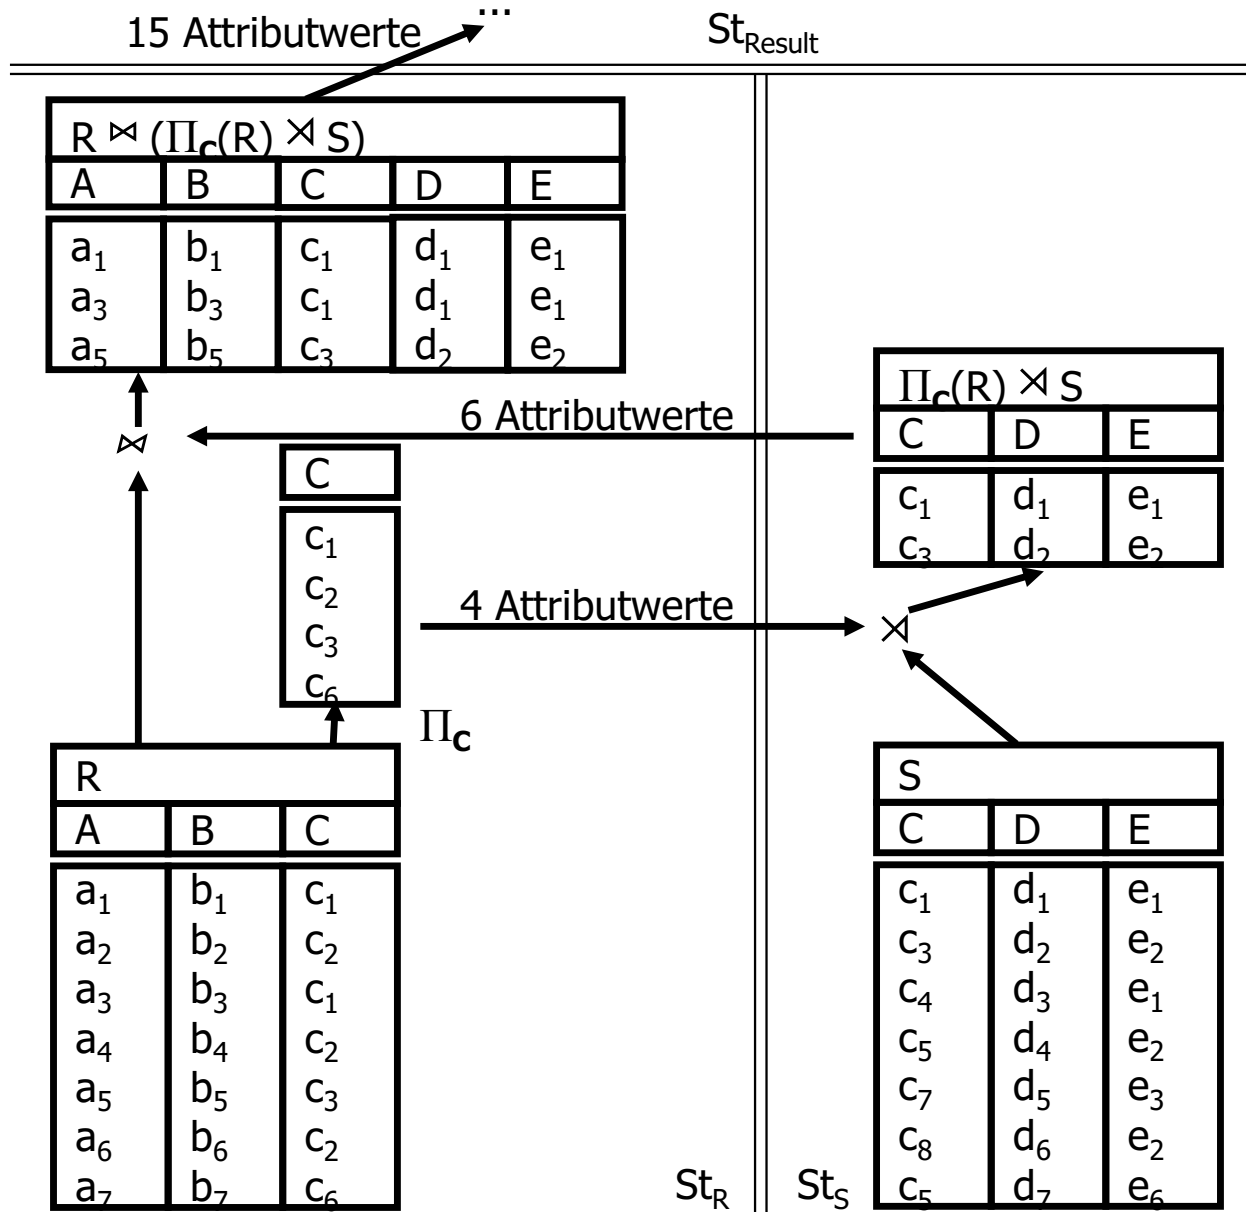 ...
15 Attributwerte St_Result
R ⋈ (Π_C(R) ⋊ S)
A B C D E
a₁ b₁ c₁ d₁ e₁
a₃ b₃ c₁ d₁ e₁
a₅ b₅ c₃ d₂ e₂
Π_C(R) ⋊ S
C D E
c₁ d₁ e₁
c₃ d₂ e₂
6 Attributwerte
⋈
C
c₁
c₂
c₃
c₆
4 Attributwerte
⋊
Π_C
R
A B C
a₁ b₁ c₁
a₂ b₂ c₂
a₃ b₃ c₁
a₄ b₄ c₂
a₅ b₅ c₃
a₆ b₆ c₂
a₇ b₇ c₆
S
C D E
c₁ d₁ e₁
c₃ d₂ e₂
c₄ d₃ e₁
c₅ d₄ e₂
c₇ d₅ e₃
c₈ d₆ e₂
c₅ d₇ e₆
St_R St_S